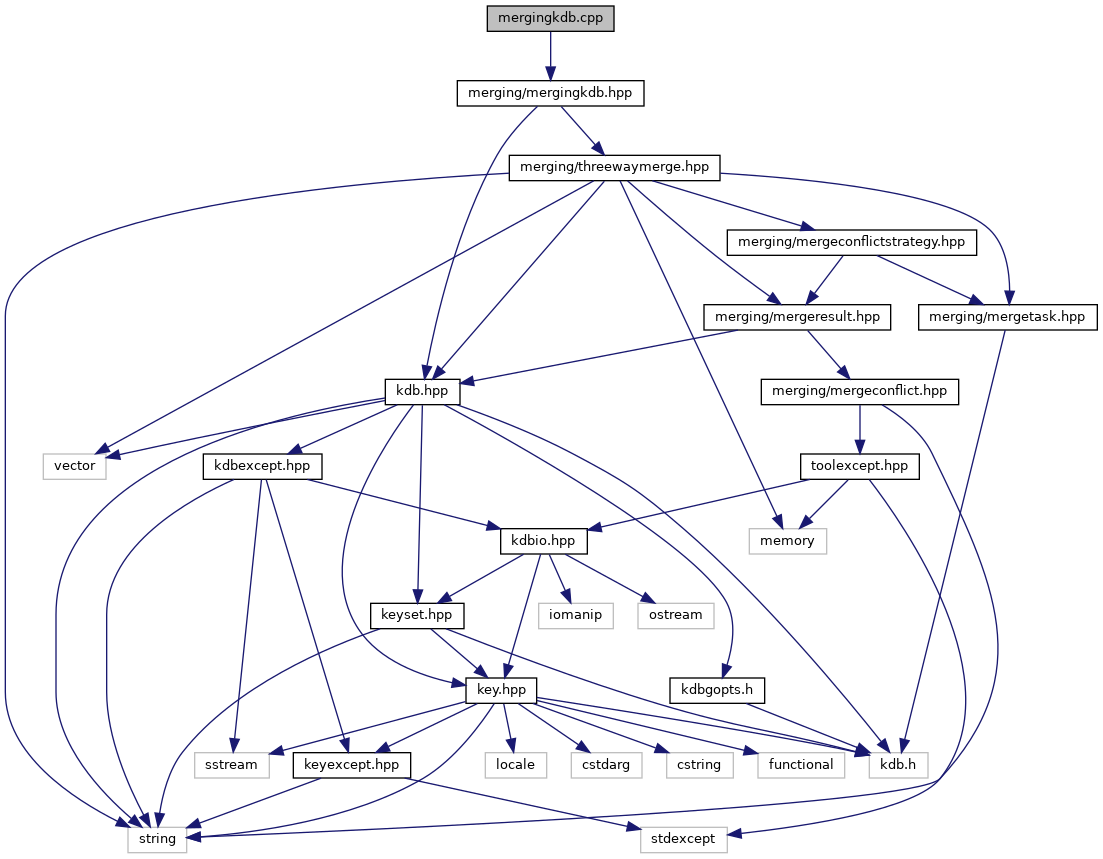 mergingkdb.cpp
merging/mergingkdb.hpp
merging/threewaymerge.hpp
merging/mergeconflictstrategy.hpp
merging/mergeresult.hpp
merging/mergetask.hpp
kdb.hpp
merging/mergeconflict.hpp
vector
kdbexcept.hpp
toolexcept.hpp
kdbio.hpp
memory
keyset.hpp
iomanip
ostream
key.hpp
kdbgopts.h
sstream
keyexcept.hpp
locale
cstdarg
cstring
functional
kdb.h
string
stdexcept